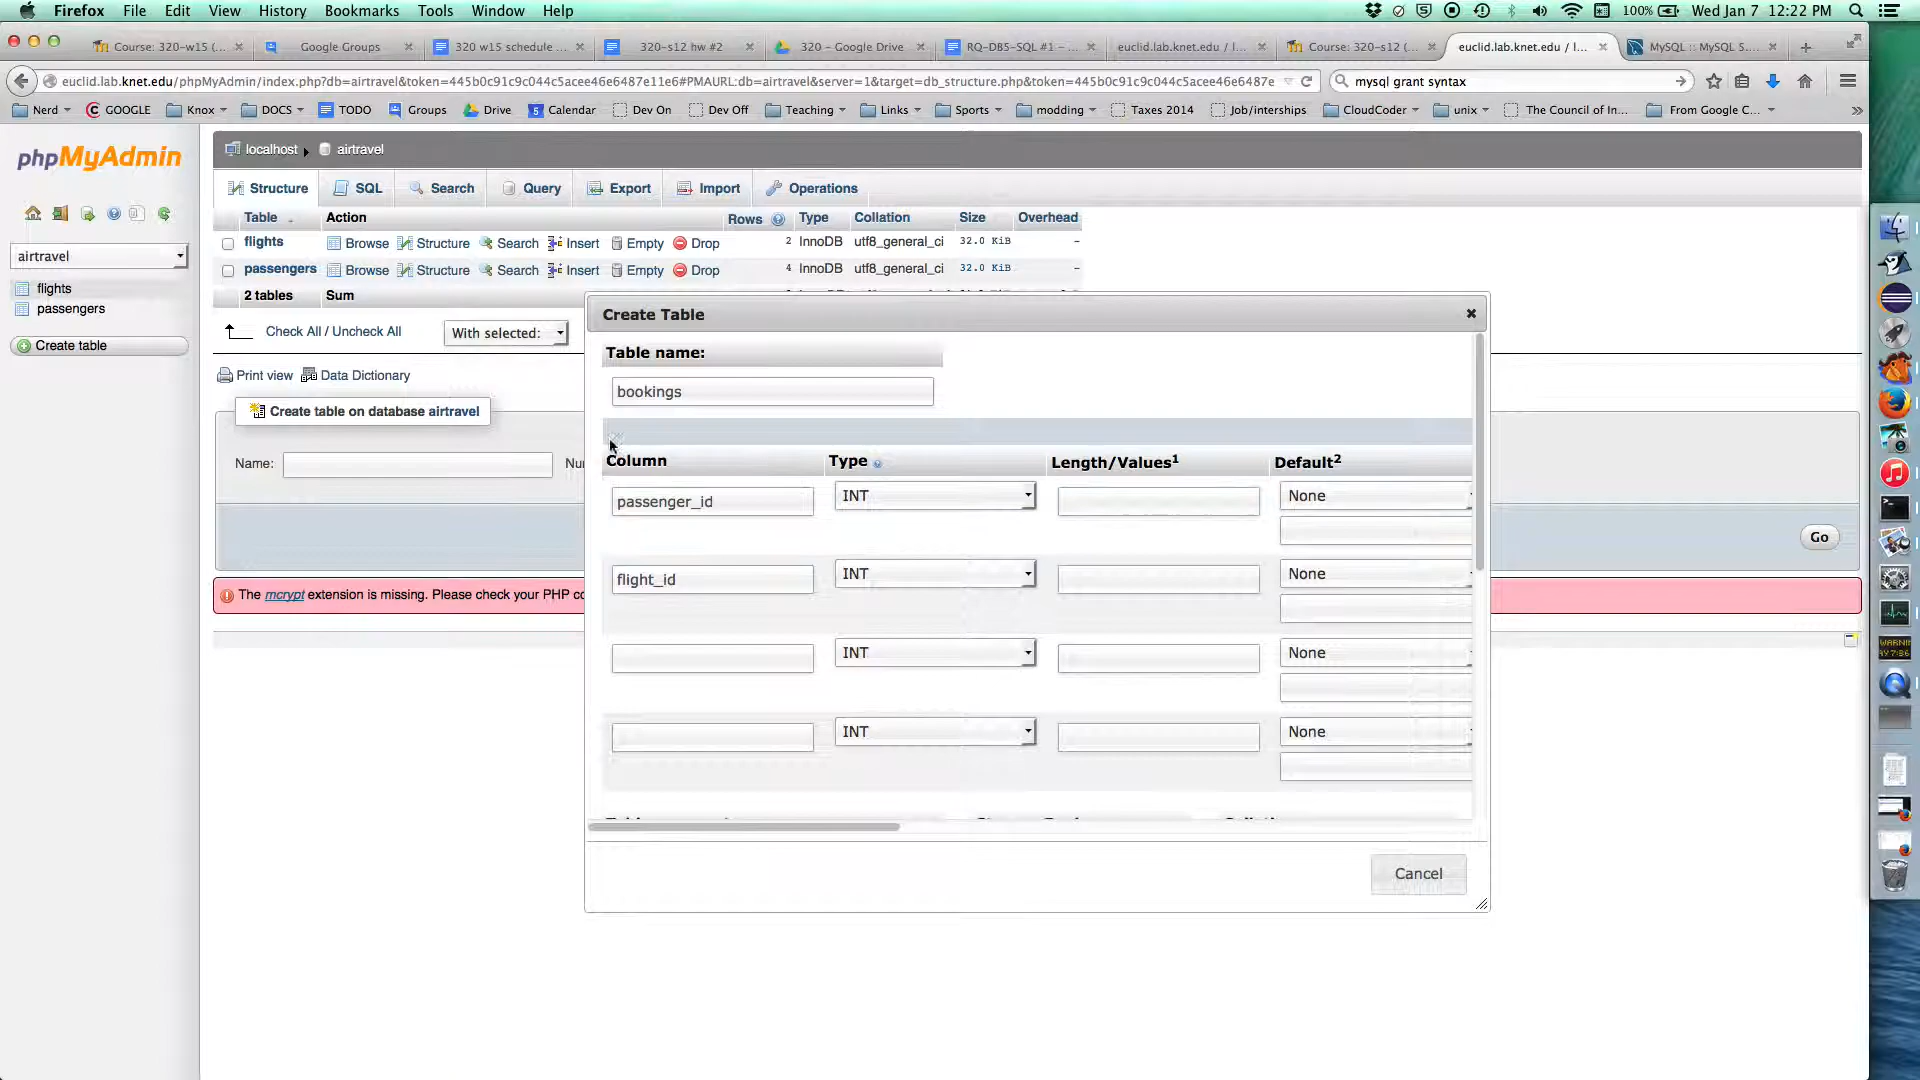 Firefox File Edit View History Bookmarks Tools Window Help 100% Wed Jan 7 12:22 PM
Course: 320-w15 (... Google Groups 320 w15 schedule ... 320-s12 hw #2 320 – Google Drive RQ-DB5-SQL #1 – ... euclid.lab.knet.edu / l... Course: 320-s12 (... euclid.lab.knet.edu / l... MySQL :: MySQL 5....
euclid.lab.knet.edu/phpMyAdmin/index.php?db=airtravel&token=445b0c91c9c044c5acee46e6487e11e6#PMAURL:db=airtravel&server=1&target=db_structure.php&token=445b0c91c9c044c5acee46e6487e mysql grant syntax
Nerd GOOGLE Knox DOCS TODO Groups Drive Calendar Dev On Dev Off Teaching Links Sports modding Taxes 2014 Job/interships CloudCoder unix The Council of In... From Google C...
phpMyAdmin
airtravel
flights
passengers
Create table
localhost airtravel
Structure SQL Search Query Export Import Operations
Table Action Rows Type Collation Size Overhead
flights Browse Structure Search Insert Empty Drop 2 InnoDB utf8_general_ci 32.0 KiB -
passengers Browse Structure Search Insert Empty Drop 4 InnoDB utf8_general_ci 32.0 KiB -
2 tables Sum
Check All / Uncheck All With selected:
Print view Data Dictionary
Create table on database airtravel
Name: Nu
Go
The mcrypt extension is missing. Please check your PHP co
Create Table
Table name:
bookings
Column Type Length/Values1 Default2
passenger_id INT None
flight_id INT None
INT None
INT None
Cancel